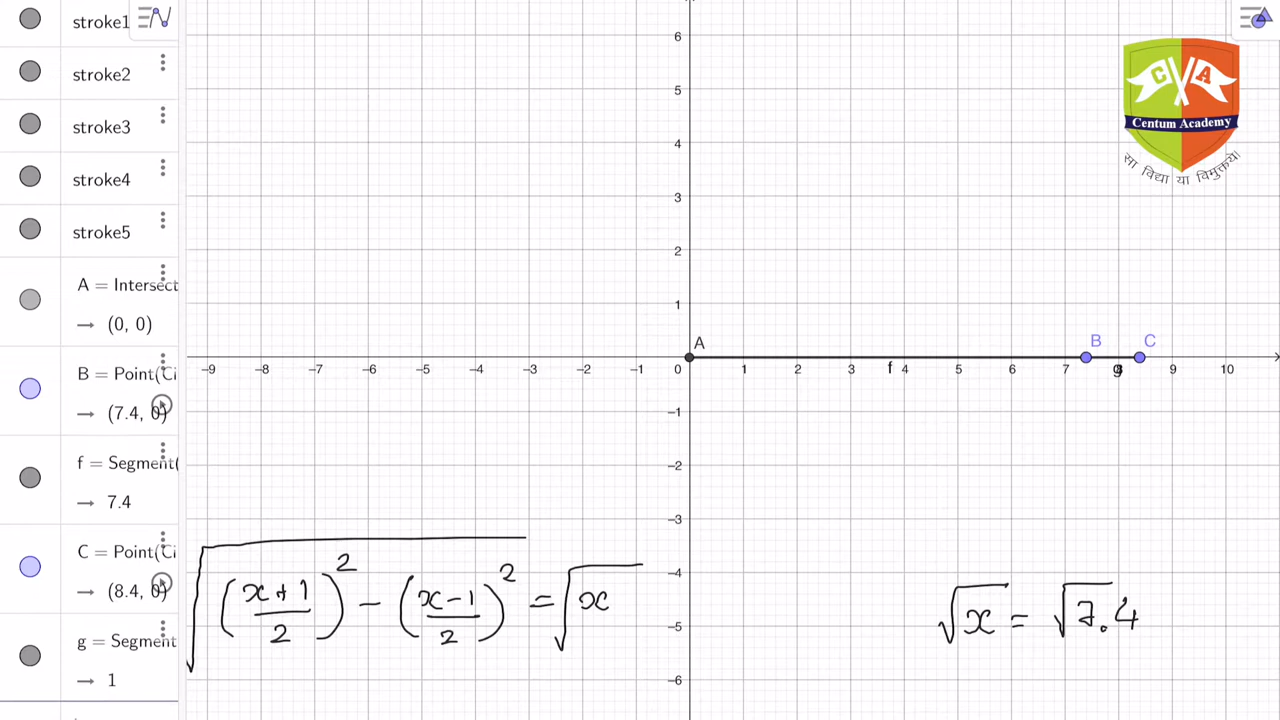 stroke1
stroke2
stroke3
stroke4
stroke5
A = Intersect
→ (0, 0)
B = Point(Ci
→ (7.4, 0)
f = Segment(
→ 7.4
C = Point(Ci
→ (8.4, 0)
g = Segment
→ 1
6
5
4
3
2
1
−9 −8 −7 −6 −5 −4 −3 −2 −1 0 1 2 3 f 4 5 6 7 g 8 10
A
B C
−1
−2
−3
−4
−5
−6
√((x+1)/2)² − ((x−1)/2)² = √x
√x = √7.4
C A
Centum Academy
सा विद्या या विमुक्तये।